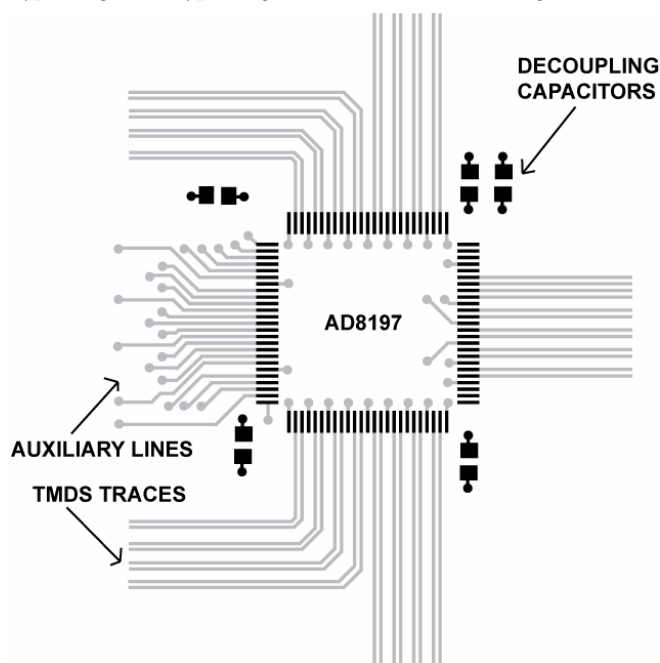 DECOUPLING
CAPACITORS
AD8197
AUXILIARY LINES
TMDS TRACES